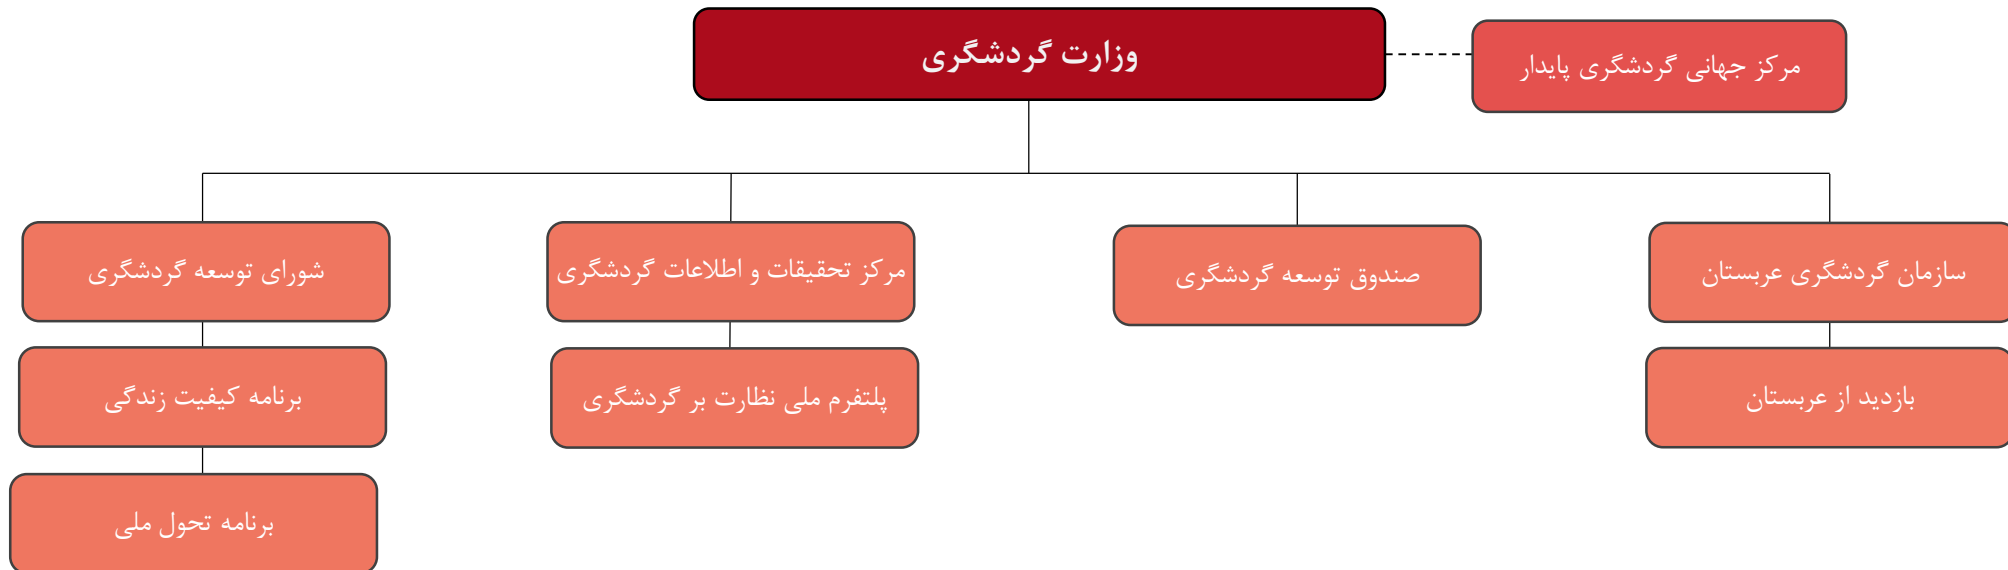 وزارت گردشگری
مرکز جهانی گردشگری پایدار
سازمان گردشگری عربستان
صندوق توسعه گردشگری
مرکز تحقیقات و اطلاعات گردشگری
شورای توسعه گردشگری
بازدید از عربستان
پلتفرم ملی نظارت بر گردشگری
برنامه کیفیت زندگی
برنامه تحول ملی